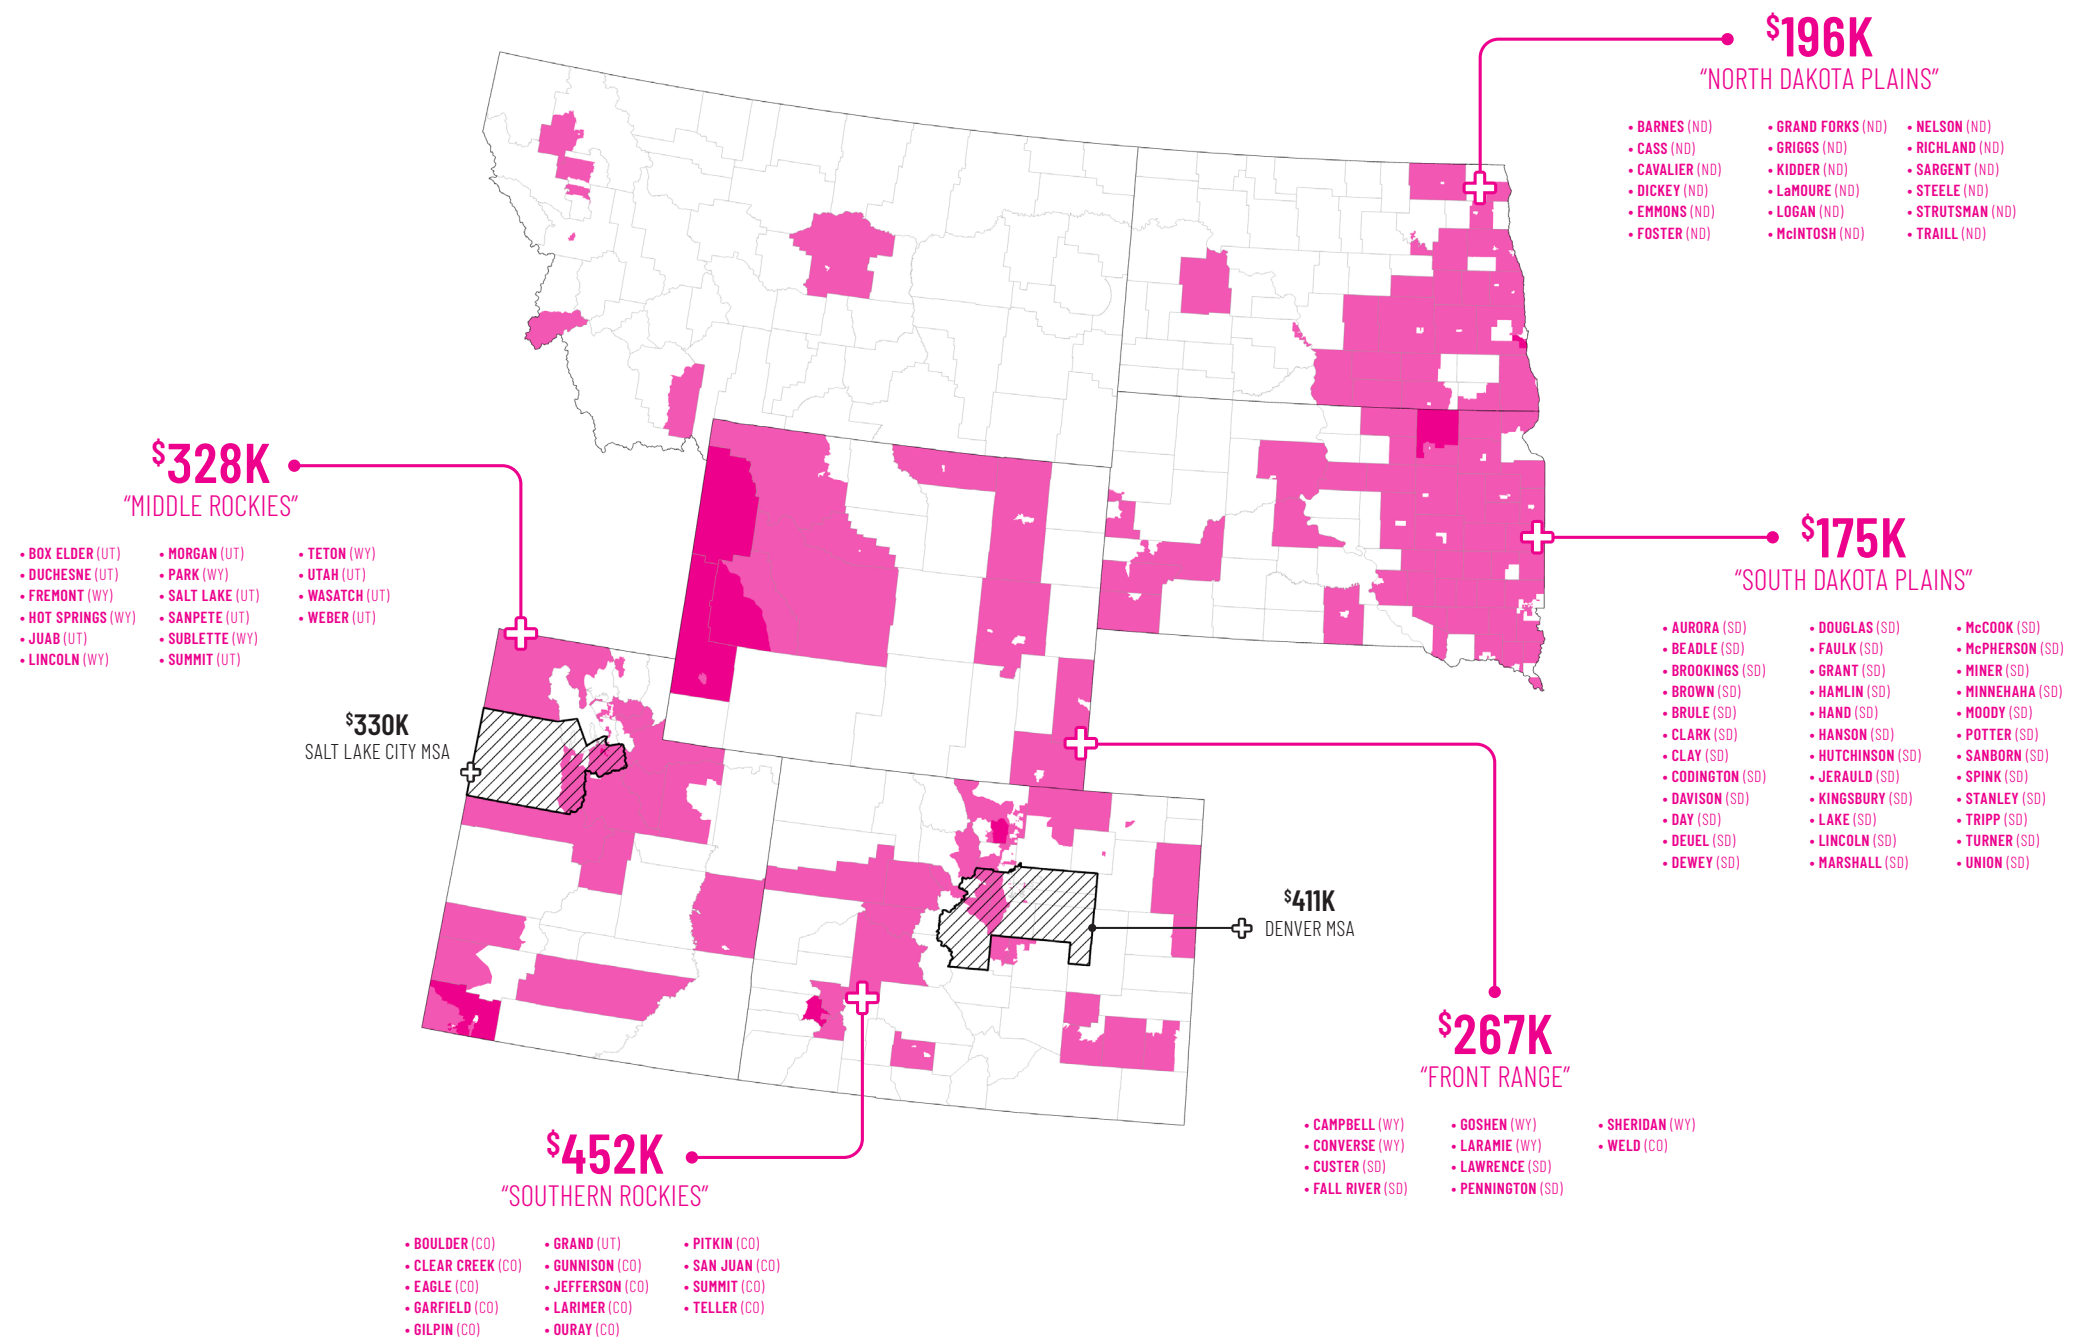 $196K
“NORTH DAKOTA PLAINS”
• BARNES (ND)
• CASS (ND)
• CAVALIER (ND)
• DICKEY (ND)
• EMMONS (ND)
• FOSTER (ND)
• GRAND FORKS (ND)
• GRIGGS (ND)
• KIDDER (ND)
• LaMOURE (ND)
• LOGAN (ND)
• McINTOSH (ND)
• NELSON (ND)
• RICHLAND (ND)
• SARGENT (ND)
• STEELE (ND)
• STRUTSMAN (ND)
• TRAILL (ND)
$328K
“MIDDLE ROCKIES”
• BOX ELDER (UT)
• DUCHESNE (UT)
• FREMONT (WY)
• HOT SPRINGS (WY)
• JUAB (UT)
• LINCOLN (WY)
• MORGAN (UT)
• PARK (WY)
• SALT LAKE (UT)
• SANPETE (UT)
• SUBLETTE (WY)
• SUMMIT (UT)
• TETON (WY)
• UTAH (UT)
• WASATCH (UT)
• WEBER (UT)
$175K
“SOUTH DAKOTA PLAINS”
• AURORA (SD)
• BEADLE (SD)
• BROOKINGS (SD)
• BROWN (SD)
• BRULE (SD)
• CLARK (SD)
• CLAY (SD)
• CODINGTON (SD)
• DAVISON (SD)
• DAY (SD)
• DEUEL (SD)
• DEWEY (SD)
• DOUGLAS (SD)
• FAULK (SD)
• GRANT (SD)
• HAMLIN (SD)
• HAND (SD)
• HANSON (SD)
• HUTCHINSON (SD)
• JERAULD (SD)
• KINGSBURY (SD)
• LAKE (SD)
• LINCOLN (SD)
• MARSHALL (SD)
• McCOOK (SD)
• McPHERSON (SD)
• MINER (SD)
• MINNEHAHA (SD)
• MOODY (SD)
• POTTER (SD)
• SANBORN (SD)
• SPINK (SD)
• STANLEY (SD)
• TRIPP (SD)
• TURNER (SD)
• UNION (SD)
$330K
SALT LAKE CITY MSA
$411K
DENVER MSA
$267K
“FRONT RANGE”
• CAMPBELL (WY)
• CONVERSE (WY)
• CUSTER (SD)
• FALL RIVER (SD)
• GOSHEN (WY)
• LARAMIE (WY)
• LAWRENCE (SD)
• PENNINGTON (SD)
• SHERIDAN (WY)
• WELD (CO)
$452K
“SOUTHERN ROCKIES”
• BOULDER (CO)
• CLEAR CREEK (CO)
• EAGLE (CO)
• GARFIELD (CO)
• GILPIN (CO)
• GRAND (UT)
• GUNNISON (CO)
• JEFFERSON (CO)
• LARIMER (CO)
• OURAY (CO)
• PITKIN (CO)
• SAN JUAN (CO)
• SUMMIT (CO)
• TELLER (CO)